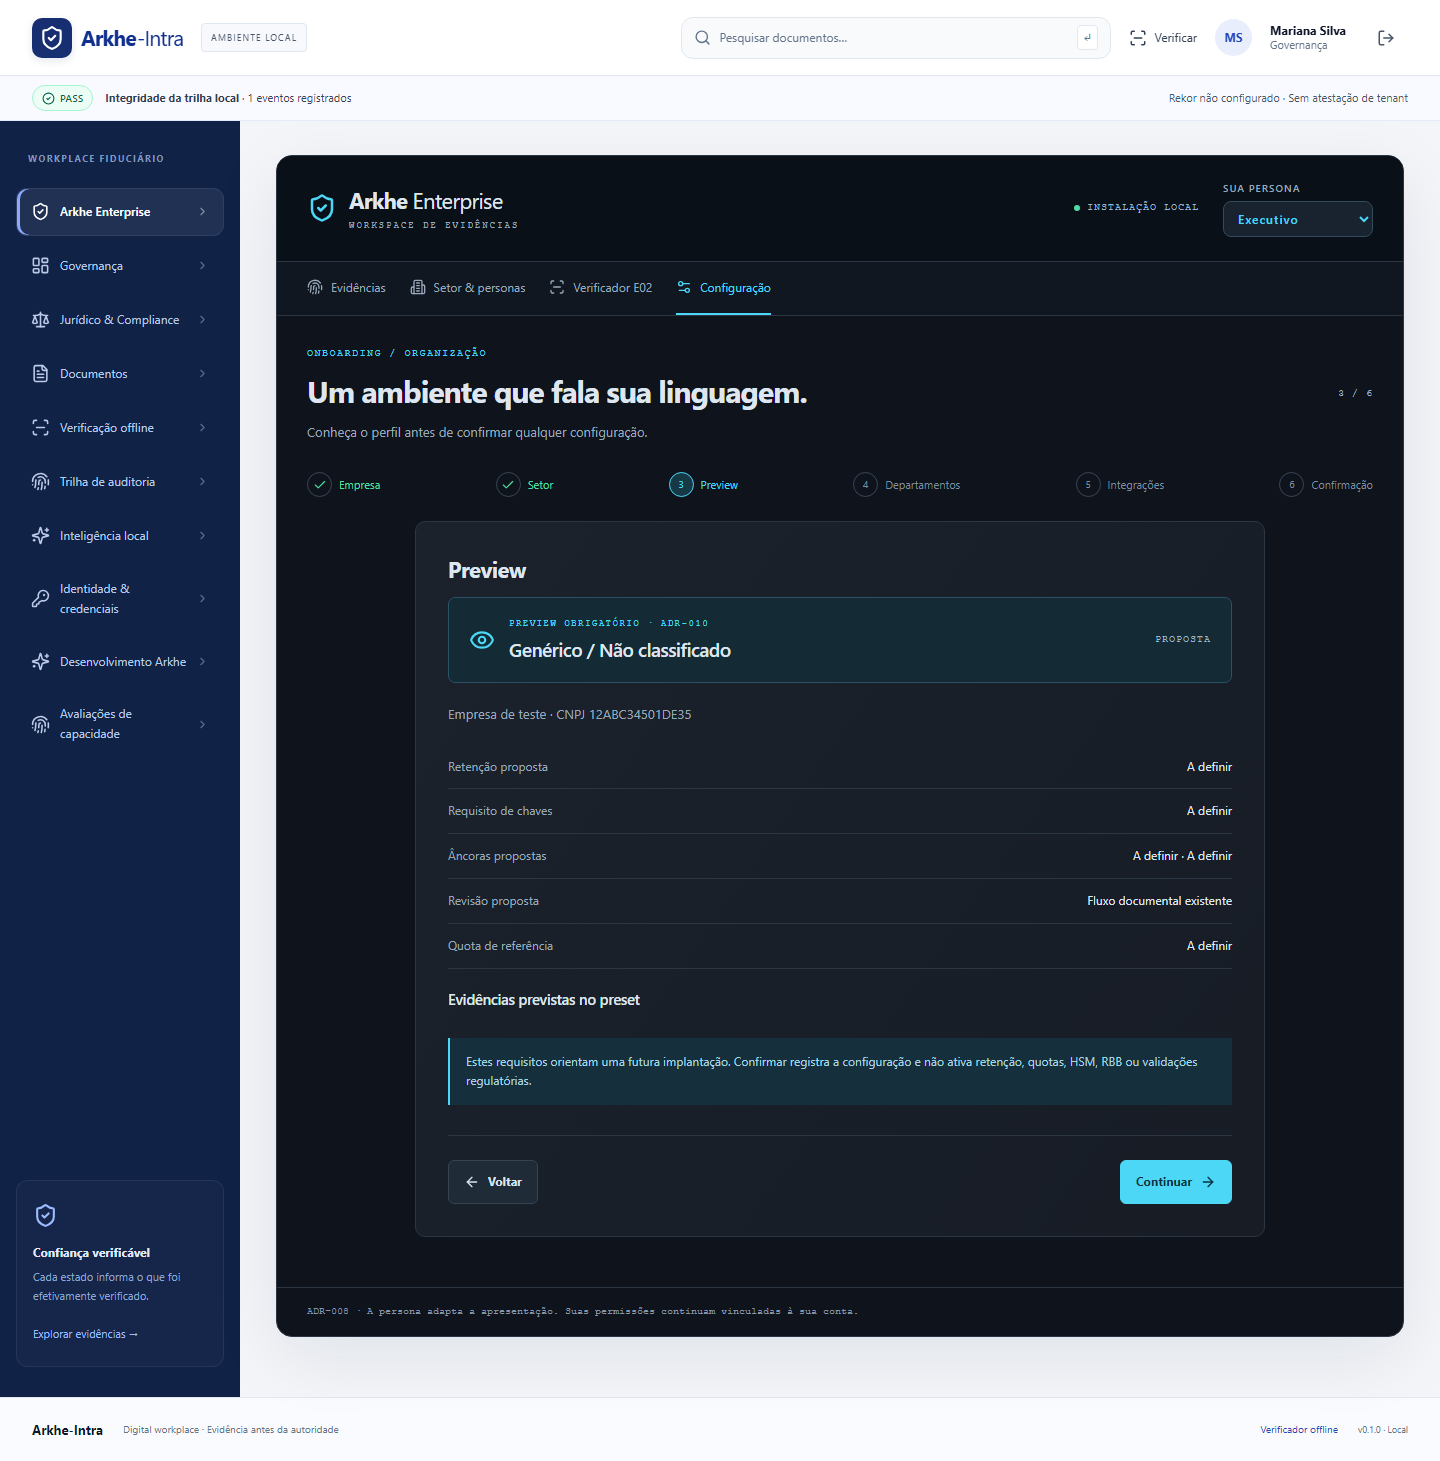 Arkhe-Intra
AMBIENTE LOCAL
Pesquisar documentos...
↵
Verificar
MS
Mariana Silva
Governança
PASS
Integridade da trilha local · 1 eventos registrados
Rekor não configurado · Sem atestação de tenant
WORKPLACE FIDUCIÁRIO
Arkhe Enterprise
Governança
Jurídico & Compliance
Documentos
Verificação offline
Trilha de auditoria
Inteligência local
Identidade &
credenciais
Desenvolvimento Arkhe
Avaliações de
capacidade
Confiança verificável
Cada estado informa o que foi
efetivamente verificado.
Explorar evidências →
Arkhe Enterprise
WORKSPACE DE EVIDÊNCIAS
INSTALAÇÃO LOCAL
SUA PERSONA
Executivo
Evidências
Setor & personas
Verificador E02
Configuração
ONBOARDING / ORGANIZAÇÃO
Um ambiente que fala sua linguagem.
3 / 6
Conheça o perfil antes de confirmar qualquer configuração.
Empresa
Setor
3 Preview
4 Departamentos
5 Integrações
6 Confirmação
Preview
PREVIEW OBRIGATÓRIO · ADR-010
Genérico / Não classificado
PROPOSTA
Empresa de teste · CNPJ 12ABC34501DE35
Retenção proposta A definir
Requisito de chaves A definir
Âncoras propostas A definir · A definir
Revisão proposta Fluxo documental existente
Quota de referência A definir
Evidências previstas no preset
Estes requisitos orientam uma futura implantação. Confirmar registra a configuração e não ativa retenção, quotas, HSM, RBB ou validações
regulatórias.
← Voltar
Continuar →
ADR-008 · A persona adapta a apresentação. Suas permissões continuam vinculadas à sua conta.
Arkhe-Intra
Digital workplace · Evidência antes da autoridade
Verificador offline
v0.1.0 · Local